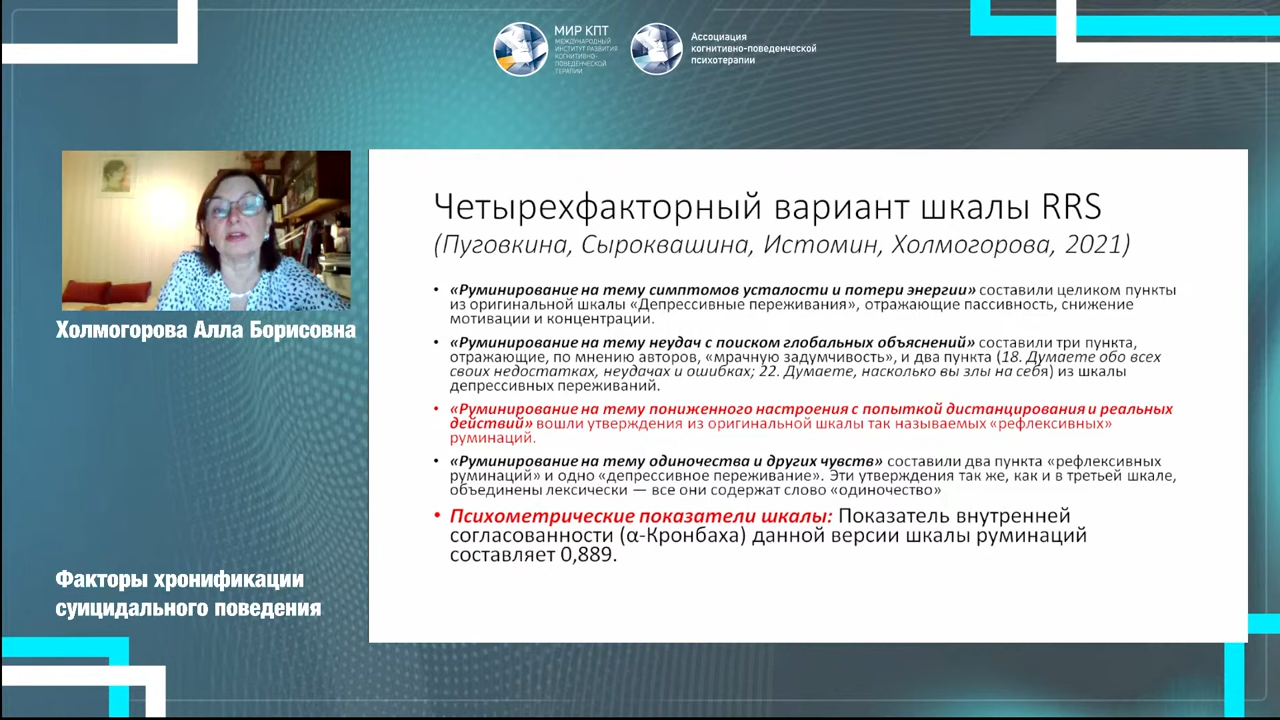 МИР КПТ
МЕЖДУНАРОДНЫЙ
ИНСТИТУТ РАЗВИТИЯ
КОГНИТИВНО-
ПОВЕДЕНЧЕСКОЙ
ТЕРАПИИ
Ассоциация
когнитивно-поведенческой
психотерапии
Холмогорова Алла Борисовна
Факторы хронификации
суицидального поведения
Четырехфакторный вариант шкалы RRS
(Пуговкина, Сыроквашина, Истомин, Холмогорова, 2021)
• «Руминирование на тему симптомов усталости и потери энергии» составили целиком пункты
из оригинальной шкалы «Депрессивные переживания», отражающие пассивность, снижение
мотивации и концентрации.
• «Руминирование на тему неудач с поиском глобальных объяснений» составили три пункта,
отражающие, по мнению авторов, «мрачную задумчивость», и два пункта (18. Думаете обо всех
своих недостатках, неудачах и ошибках; 22. Думаете, насколько вы злы на себя) из шкалы
депрессивных переживаний.
• «Руминирование на тему пониженного настроения с попыткой дистанцирования и реальных
действий» вошли утверждения из оригинальной шкалы так называемых «рефлексивных»
руминаций.
• «Руминирование на тему одиночества и других чувств» составили два пункта «рефлексивных
руминаций» и одно «депрессивное переживание». Эти утверждения так же, как и в третьей шкале,
объединены лексически — все они содержат слово «одиночество»
• Психометрические показатели шкалы: Показатель внутренней
согласованности (α-Кронбаха) данной версии шкалы руминаций
составляет 0,889.